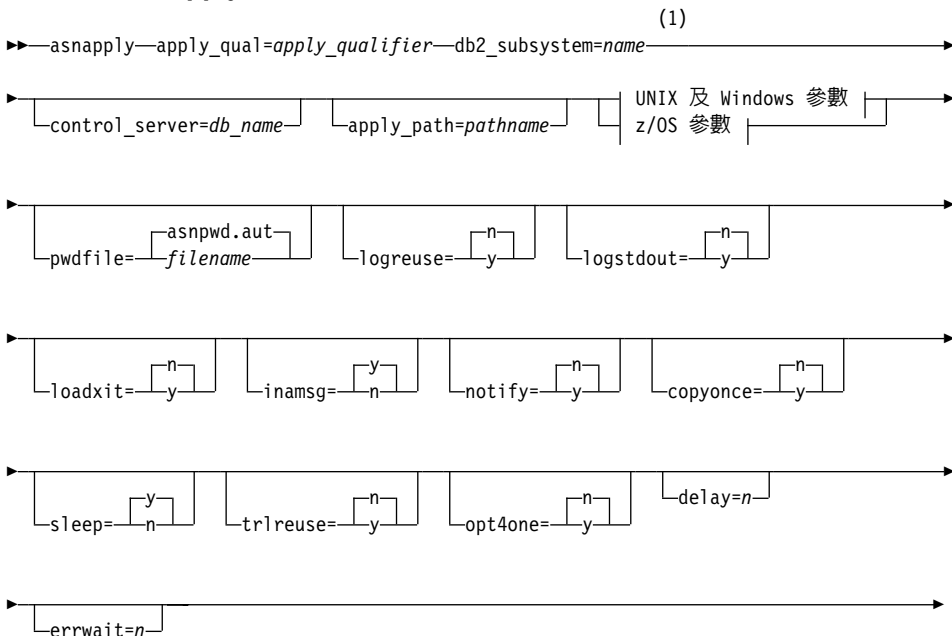 (1)
asnapply apply_qual=apply_qualifier db2_subsystem=name
control_server=db_name apply_path=pathname UNIX 及 Windows 參數
z/OS 參數
asnpwd.aut n n
pwdfile= filename logreuse= y logstdout= y
n y n n
loadxit= y inamsg= n notify= y copyonce= y
y n n delay=n
sleep= n trlreuse= y opt4one= y
errwait=n